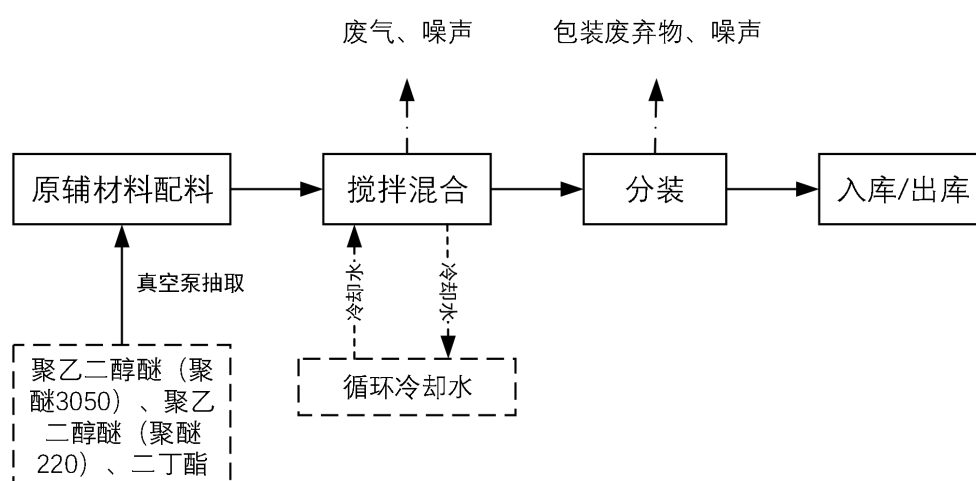 废气、噪声
包装废弃物、噪声
原辅材料配料
搅拌混合
分装
入库/出库
真空泵抽取
冷却水
冷却水
聚乙二醇醚（聚
醚3050）、聚乙
二醇醚（聚醚
220）、二丁酯
循环冷却水